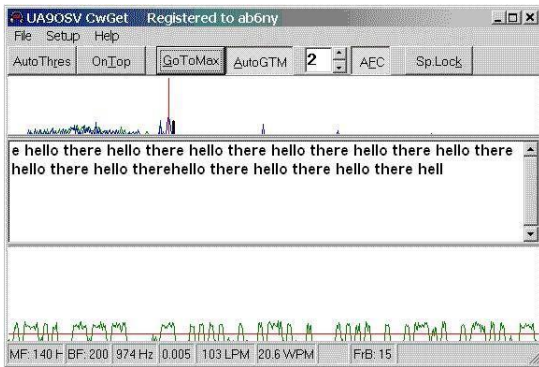 UA9OSV CwGet Registered to ab6ny
File Setup Help
AutoThres OnTop GoToMax AutoGTM 2 AFC Sp.Lock
e hello there hello there hello there hello there hello there hello there
hello there hello therehello there hello there hello there hell
MF: 140 H BF: 200 974 Hz 0.005 103 LPM 20.6 WPM FrB: 15